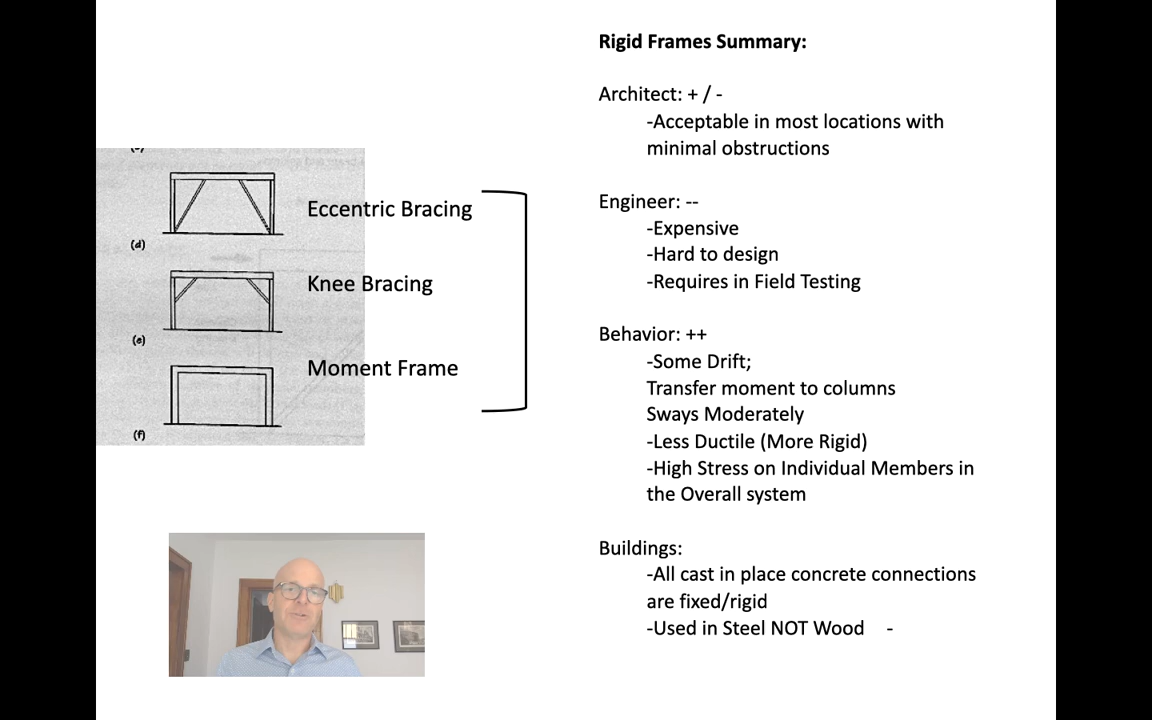 Rigid Frames Summary:
Architect: + / -
-Acceptable in most locations with
minimal obstructions
Engineer: --
-Expensive
-Hard to design
-Requires in Field Testing
Behavior: ++
-Some Drift;
Transfer moment to columns
Sways Moderately
-Less Ductile (More Rigid)
-High Stress on Individual Members in
the Overall system
Buildings:
-All cast in place concrete connections
are fixed/rigid
-Used in Steel NOT Wood -
Eccentric Bracing
(d)
Knee Bracing
(e)
Moment Frame
(f)